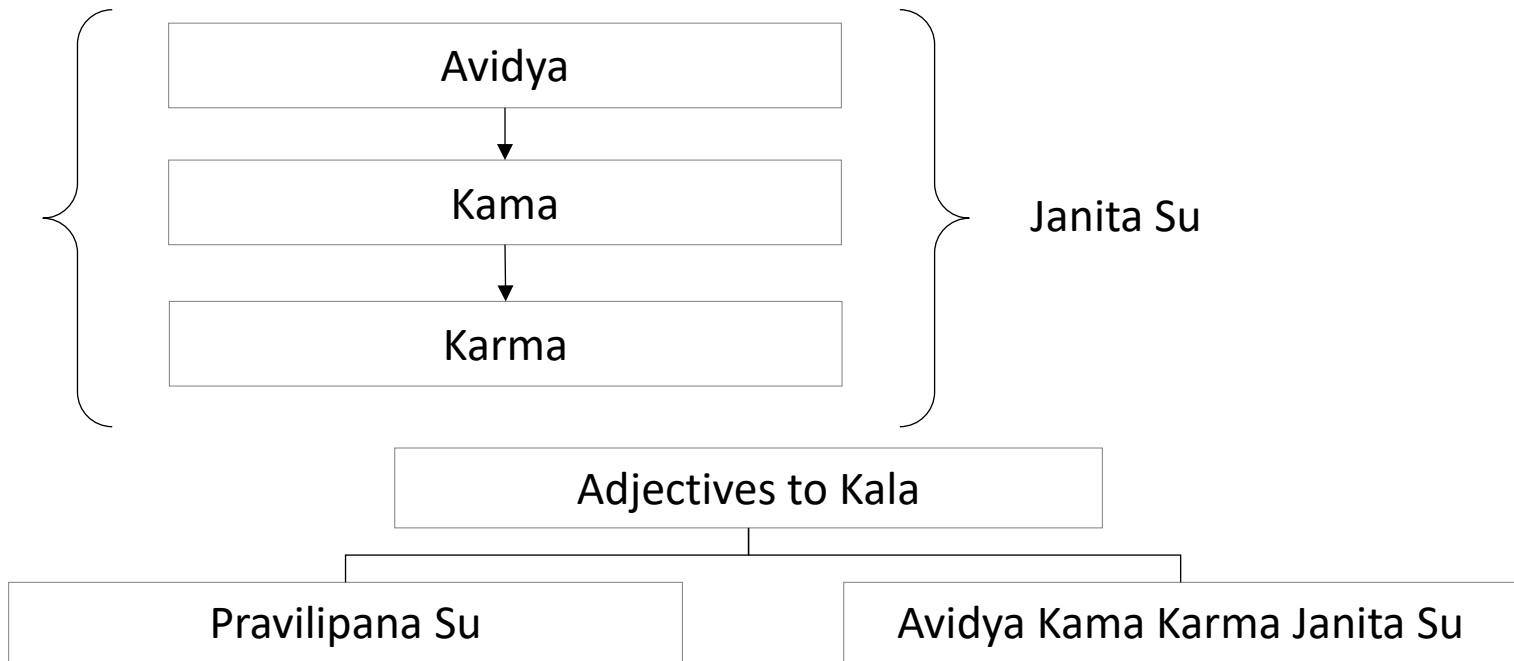 Avidya
Kama
Janita Su
Karma
Adjectives to Kala
Pravilipana Su
Avidya Kama Karma Janita Su